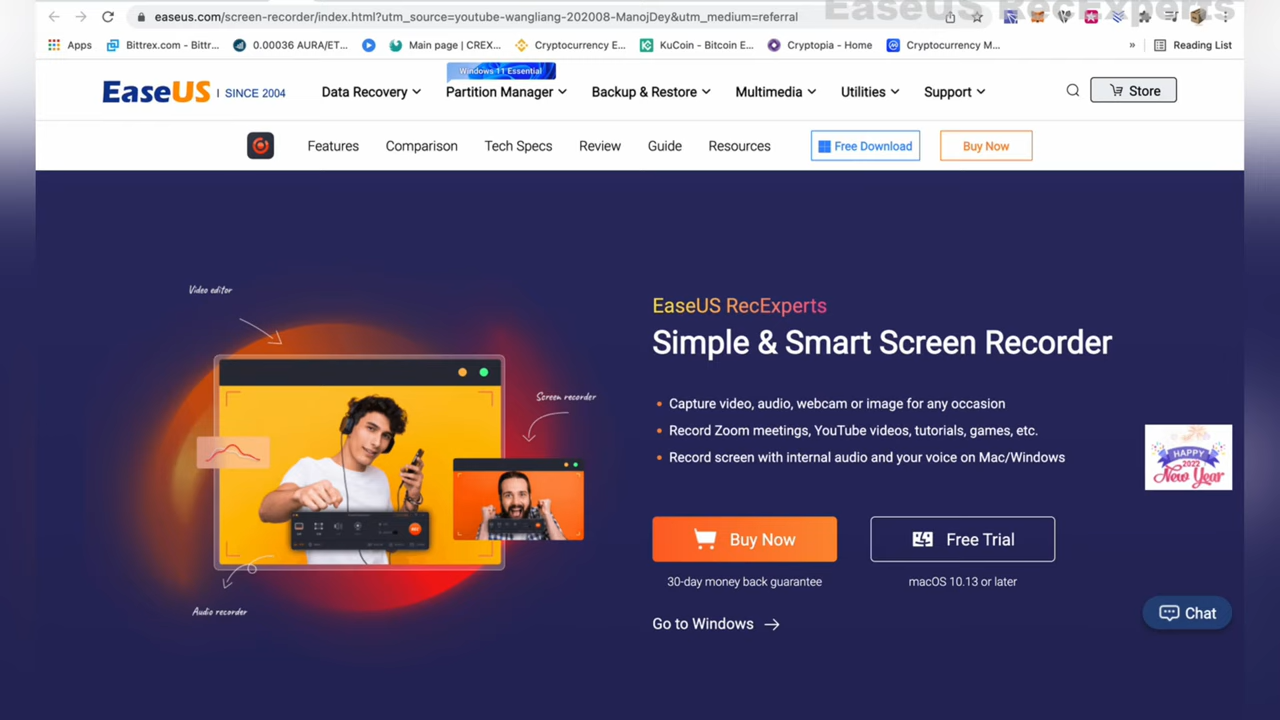 EaseUS RecExperts
easeus.com/screen-recorder/index.html?utm_source=youtube-wangliang-202008-ManojDey&utm_medium=referral
Apps Bittrex.com - Bittr... 0.00036 AURA/ET... Main page | CREX... Cryptocurrency E... KuCoin - Bitcoin E... Cryptopia - Home Cryptocurrency M... » Reading List
Windows 11 Essential
EaseUS | SINCE 2004 Data Recovery Partition Manager Backup & Restore Multimedia Utilities Support Store
Features Comparison Tech Specs Review Guide Resources Free Download Buy Now
Video editor
Screen recorder
REC
Audio recorder
EaseUS RecExperts
Simple & Smart Screen Recorder
• Capture video, audio, webcam or image for any occasion
• Record Zoom meetings, YouTube videos, tutorials, games, etc.
• Record screen with internal audio and your voice on Mac/Windows
HAPPY
2022
New Year
Buy Now Free Trial
30-day money back guarantee macOS 10.13 or later
Go to Windows →
Chat